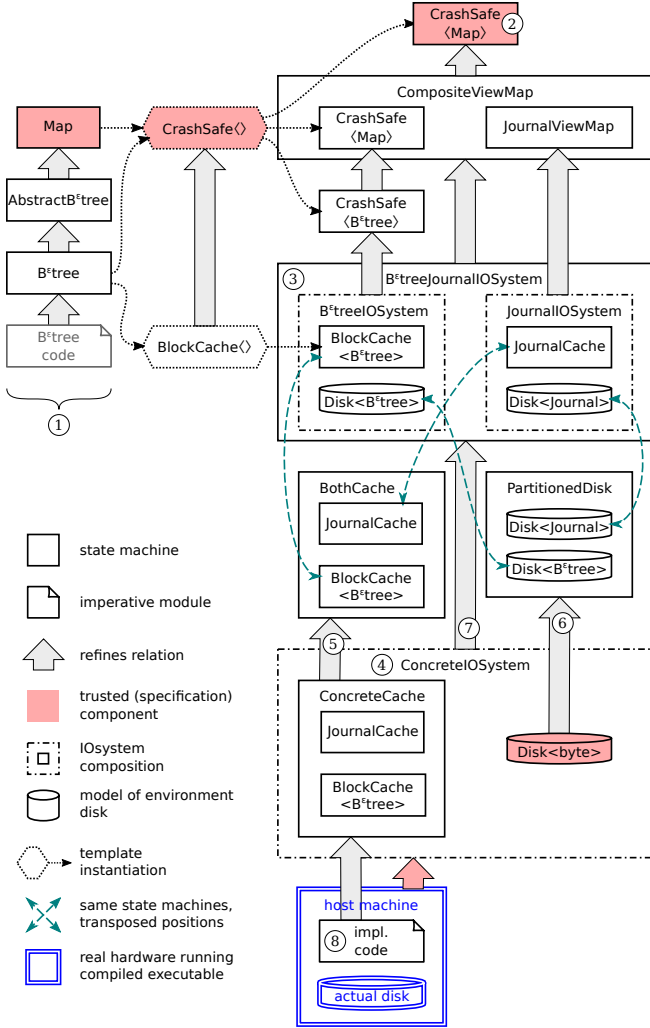 CrashSafe
⟨Map⟩
2
CompositeViewMap
Map
CrashSafe⟨⟩
CrashSafe
⟨Map⟩
JournalViewMap
AbstractBᵋtree
CrashSafe
⟨Bᵋtree⟩
Bᵋtree
3
BᵋtreeJournalIOSystem
BᵋtreeIOSystem
JournalIOSystem
Bᵋtree
code
BlockCache⟨⟩
BlockCache
<Bᵋtree>
JournalCache
Disk<Bᵋtree>
Disk<Journal>
1
BothCache
PartitionedDisk
JournalCache
Disk<Journal>
BlockCache
<Bᵋtree>
Disk<Bᵋtree>
5
7
6
4
ConcreteIOSystem
ConcreteCache
JournalCache
Disk<byte>
BlockCache
<Bᵋtree>
host machine
8
impl.
code
actual disk
state machine
imperative module
refines relation
trusted (specification)
component
IOsystem
composition
model of environment
disk
template
instantiation
same state machines,
transposed positions
real hardware running
compiled executable